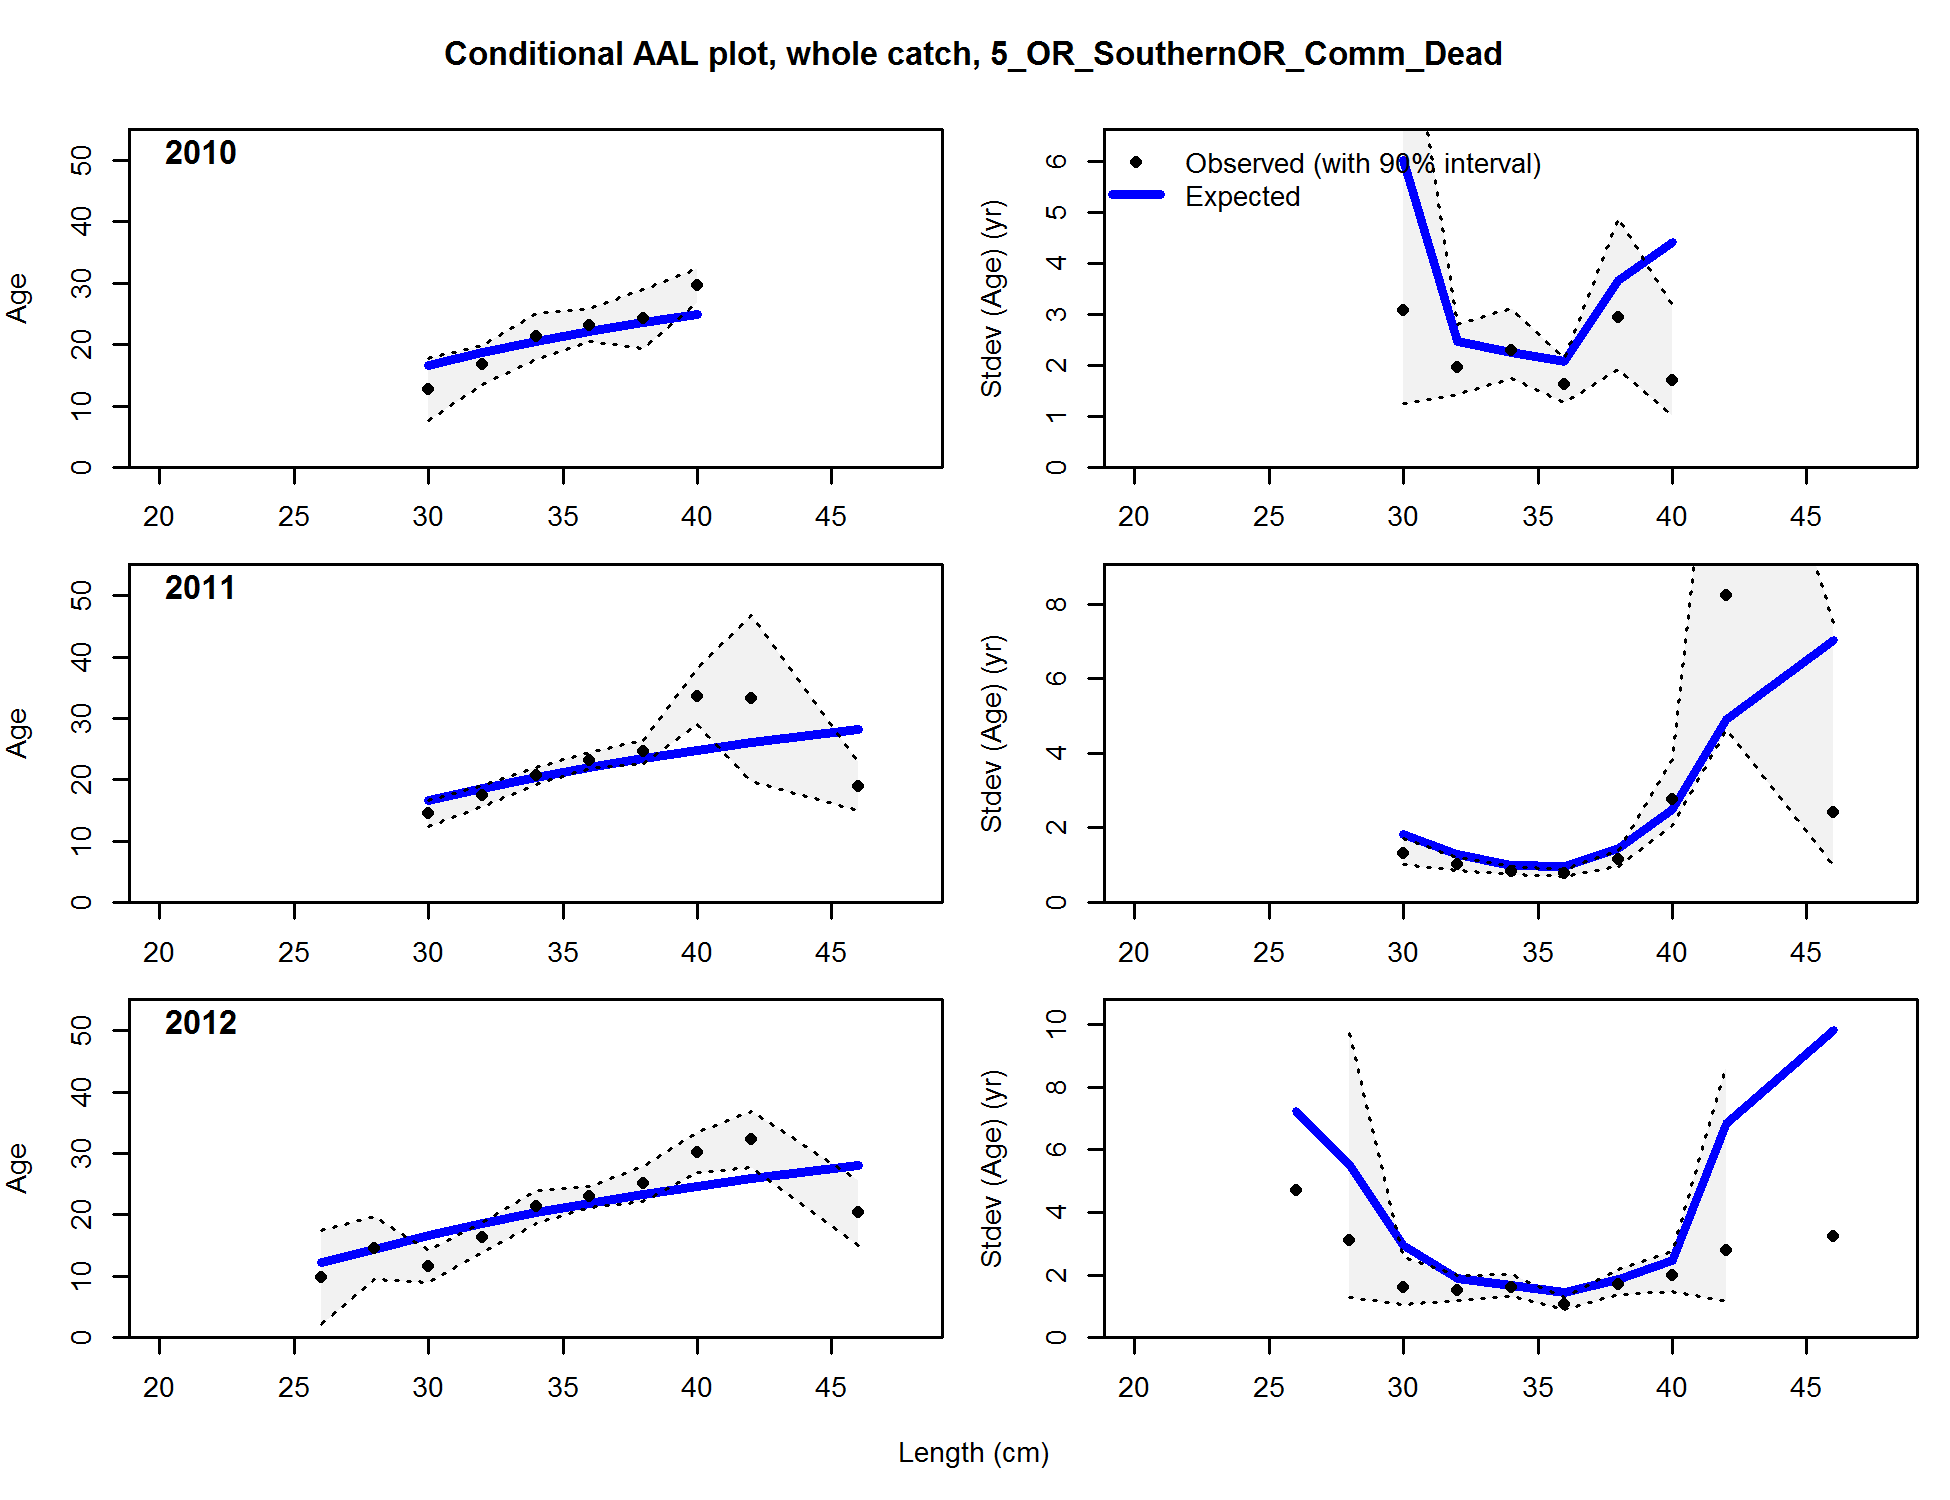 Conditional AAL plot, whole catch, 5_OR_SouthernOR_Comm_Dead
2010
Age
0 10 20 30 40 50
20 25 30 35 40 45
Observed (with 90% interval)
Expected
Stdev (Age) (yr)
0 1 2 3 4 5 6
20 25 30 35 40 45
2011
Age
0 10 20 30 40 50
20 25 30 35 40 45
Stdev (Age) (yr)
0 2 4 6 8
20 25 30 35 40 45
2012
Age
0 10 20 30 40 50
20 25 30 35 40 45
Stdev (Age) (yr)
0 2 4 6 8 10
20 25 30 35 40 45
Length (cm)